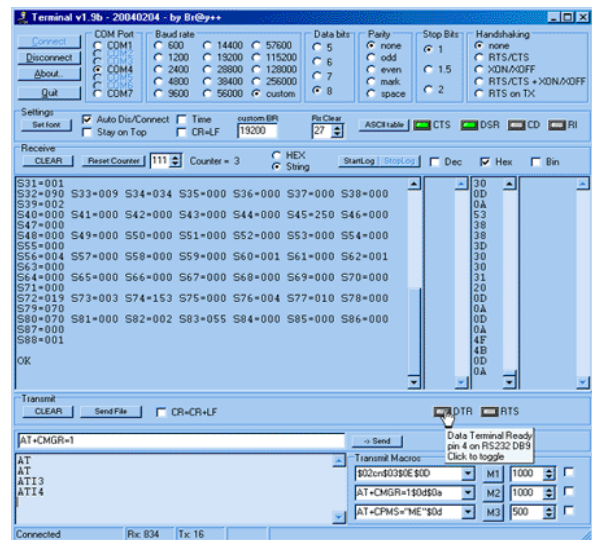 Terminal v1.9b - 20040204 - by Br@y++
Connect
Disconnect
About..
Quit
COM Port
COM1
COM4
COM7
Baud rate
600 14400 57600
1200 19200 115200
2400 28800 128000
4800 38400 256000
9600 56000 custom
Data bits
5
6
7
8
Parity
none
odd
even
mark
space
Stop Bits
1
1.5
2
Handshaking
none
RTS/CTS
XON/XOFF
RTS/CTS+XON/XOFF
RTS on TX
Settings
Set font
Auto Dis/Connect Time
Stay on Top CR=LF
custom BR
19200
Rx Clear
27
ASCII table
CTS DSR CD RI
Receive
CLEAR Reset Counter 111 Counter = 3
HEX
String
StartLog StopLog
Dec Hex Bin
S31=001
S32=090 S33=009 S34=034 S35=000 S36=000 S37=000 S38=000
S39=002
S40=000 S41=000 S42=000 S43=000 S44=000 S45=250 S46=000
S47=000
S48=000 S49=000 S50=000 S51=000 S52=000 S53=000 S54=000
S55=000
S56=004 S57=000 S58=000 S59=000 S60=001 S61=000 S62=001
S63=000
S64=000 S65=000 S66=000 S67=000 S68=000 S69=000 S70=000
S71=000
S72=019 S73=003 S74=153 S75=000 S76=004 S77=010 S78=000
S79=070
S80=070 S81=000 S82=002 S83=055 S84=000 S85=000 S86=000
S87=000
S88=001
OK
30
0D
0A
53
38
38
3D
30
30
31
20
0D
0A
0D
0A
4F
4B
0D
0A
Transmit
CLEAR Send File CR=CR+LF
DTR RTS
AT+CMGR=1
-> Send
Data Terminal Ready
pin 4 on RS232 DB9
Click to toggle
AT
AT
ATI3
ATI4
Transmit Macros
$02cn$03$0E$0D M1 1000
AT+CMGR=1$0d$0a M2 1000
AT+CPMS="ME"$0d M3 500
Connected Rx: 834 Tx: 16